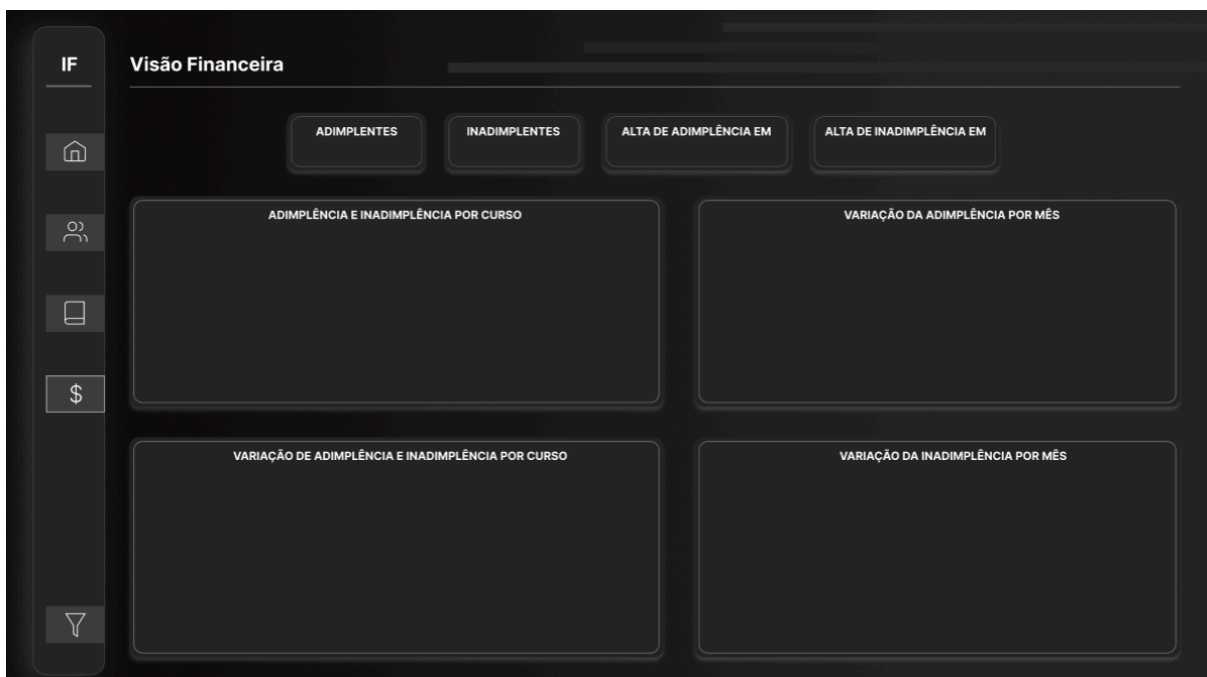 IF
Visão Financeira
ADIMPLENTES
INADIMPLENTES
ALTA DE ADIMPLÊNCIA EM
ALTA DE INADIMPLÊNCIA EM
ADIMPLÊNCIA E INADIMPLÊNCIA POR CURSO
VARIAÇÃO DA ADIMPLÊNCIA POR MÊS
$
VARIAÇÃO DE ADIMPLÊNCIA E INADIMPLÊNCIA POR CURSO
VARIAÇÃO DA INADIMPLÊNCIA POR MÊS